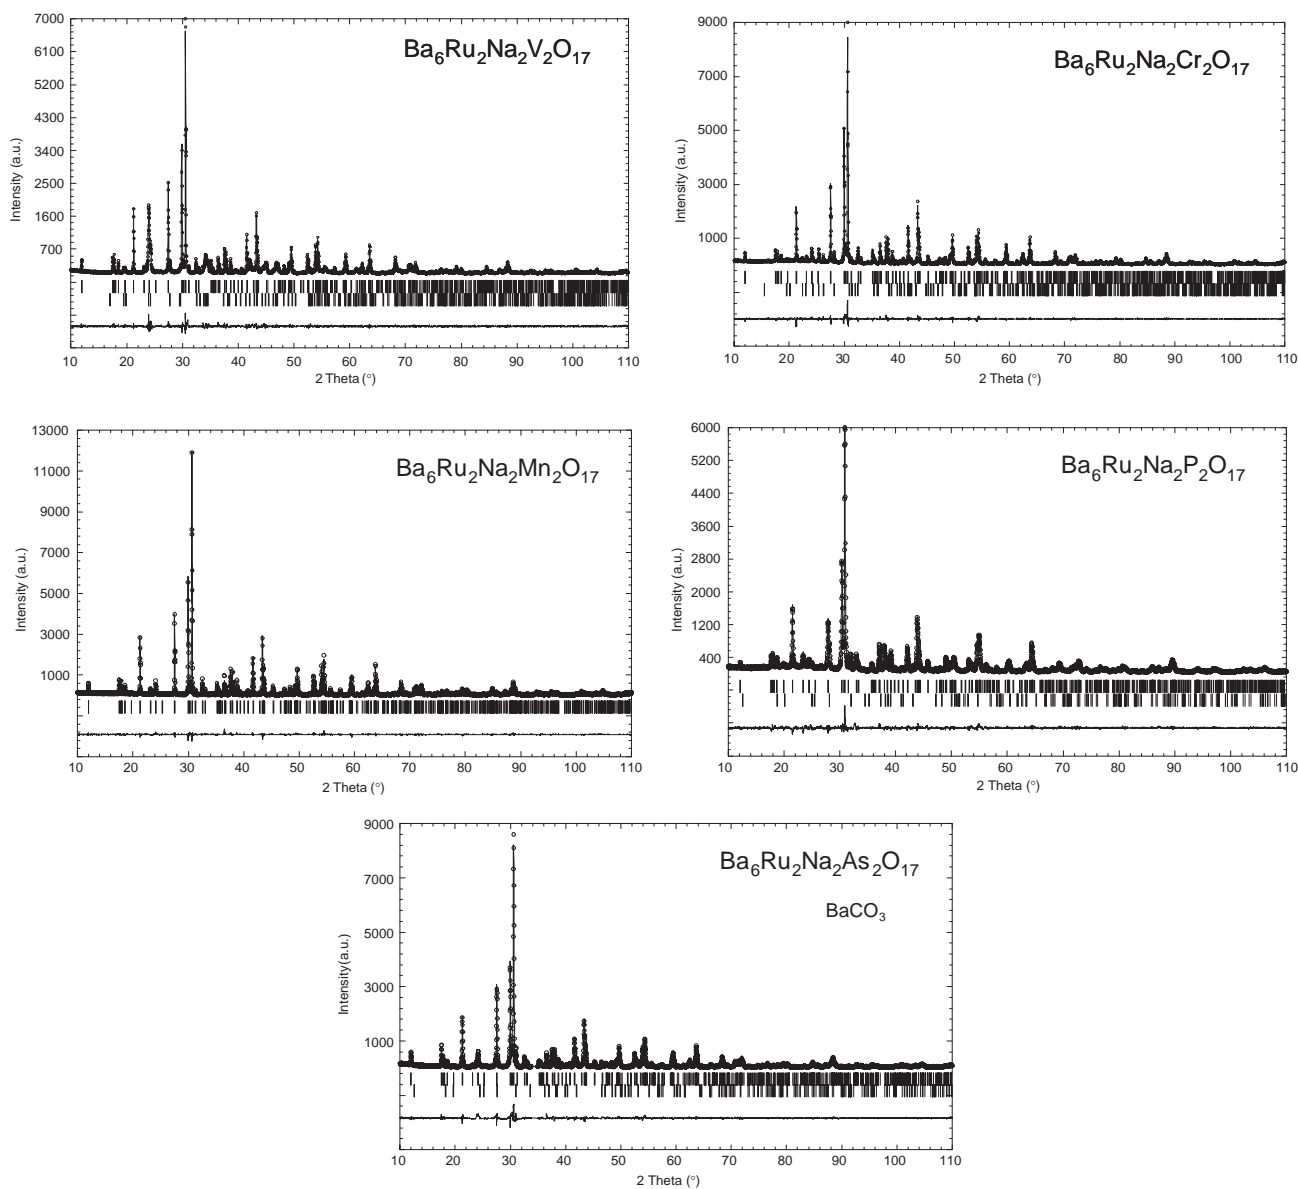 Ba6Ru2Na2V2O17
7000
6100
5200
4300
3400
2500
1600
700
Intensity (a.u.)
10 20 30 40 50 60 70 80 90 100 110
2 Theta (°)
Ba6Ru2Na2Cr2O17
9000
7000
5000
3000
1000
Intensity (a.u.)
10 20 30 40 50 60 70 80 90 100 110
2 Theta (°)
Ba6Ru2Na2Mn2O17
13000
11000
9000
7000
5000
3000
1000
Intensity (a.u.)
10 20 30 40 50 60 70 80 90 100 110
2 Theta (°)
Ba6Ru2Na2P2O17
6000
5200
4400
3600
2800
2000
1200
400
Intensity (a.u.)
10 20 30 40 50 60 70 80 90 100 110
2 Theta (°)
Ba6Ru2Na2As2O17
BaCO3
9000
7000
5000
3000
1000
Intensity(a.u.)
10 20 30 40 50 60 70 80 90 100 110
2 Theta (°)